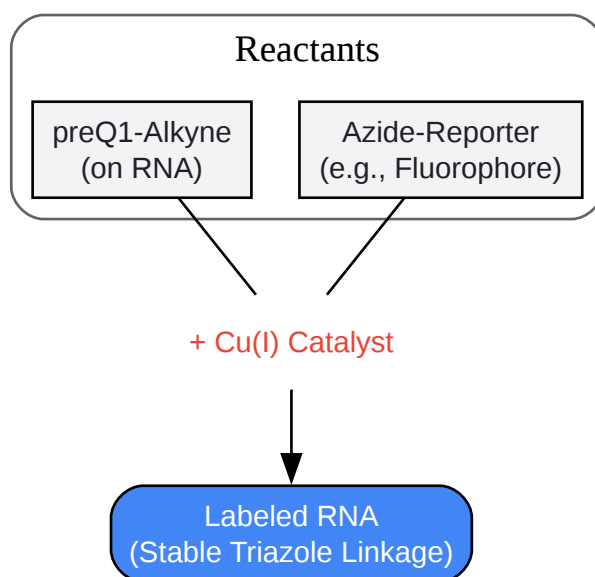 Reactants
preQ1-Alkyne
(on RNA)
Azide-Reporter
(e.g., Fluorophore)
+ Cu(I) Catalyst
Labeled RNA
(Stable Triazole Linkage)